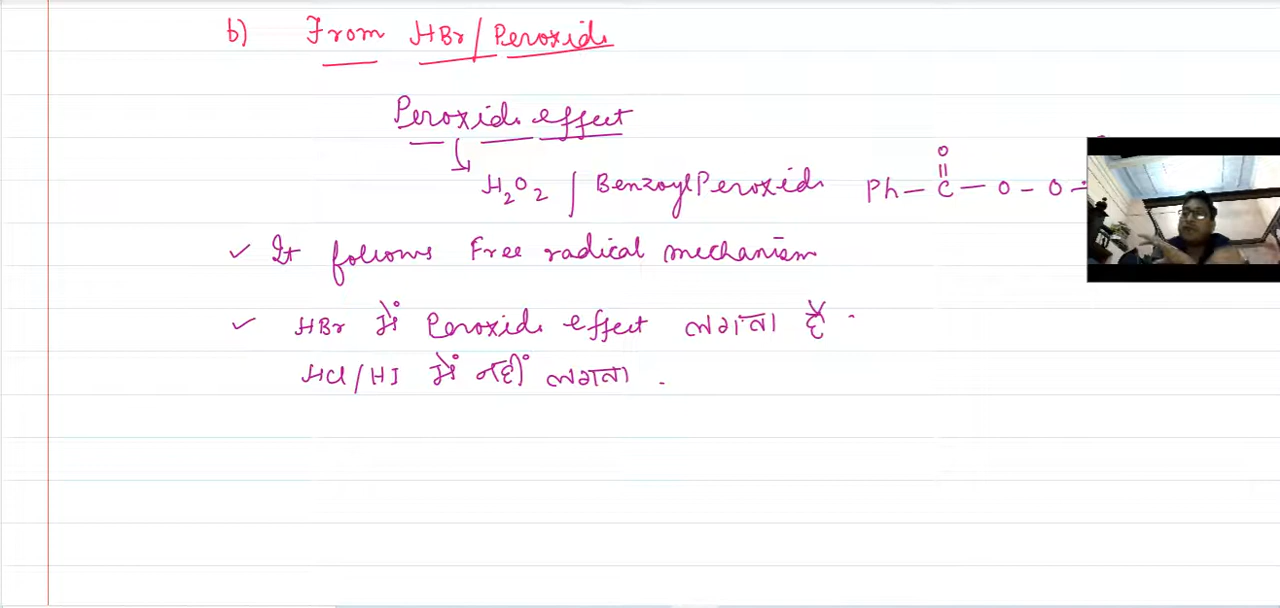 b) From HBr/Peroxide
Peroxide effect
H2O2 / Benzoyl Peroxide Ph-C-O-O-
O
It follows Free radical mechanism
HBr में Peroxide effect लगता है .
HCl/HI में नहीं लगता .